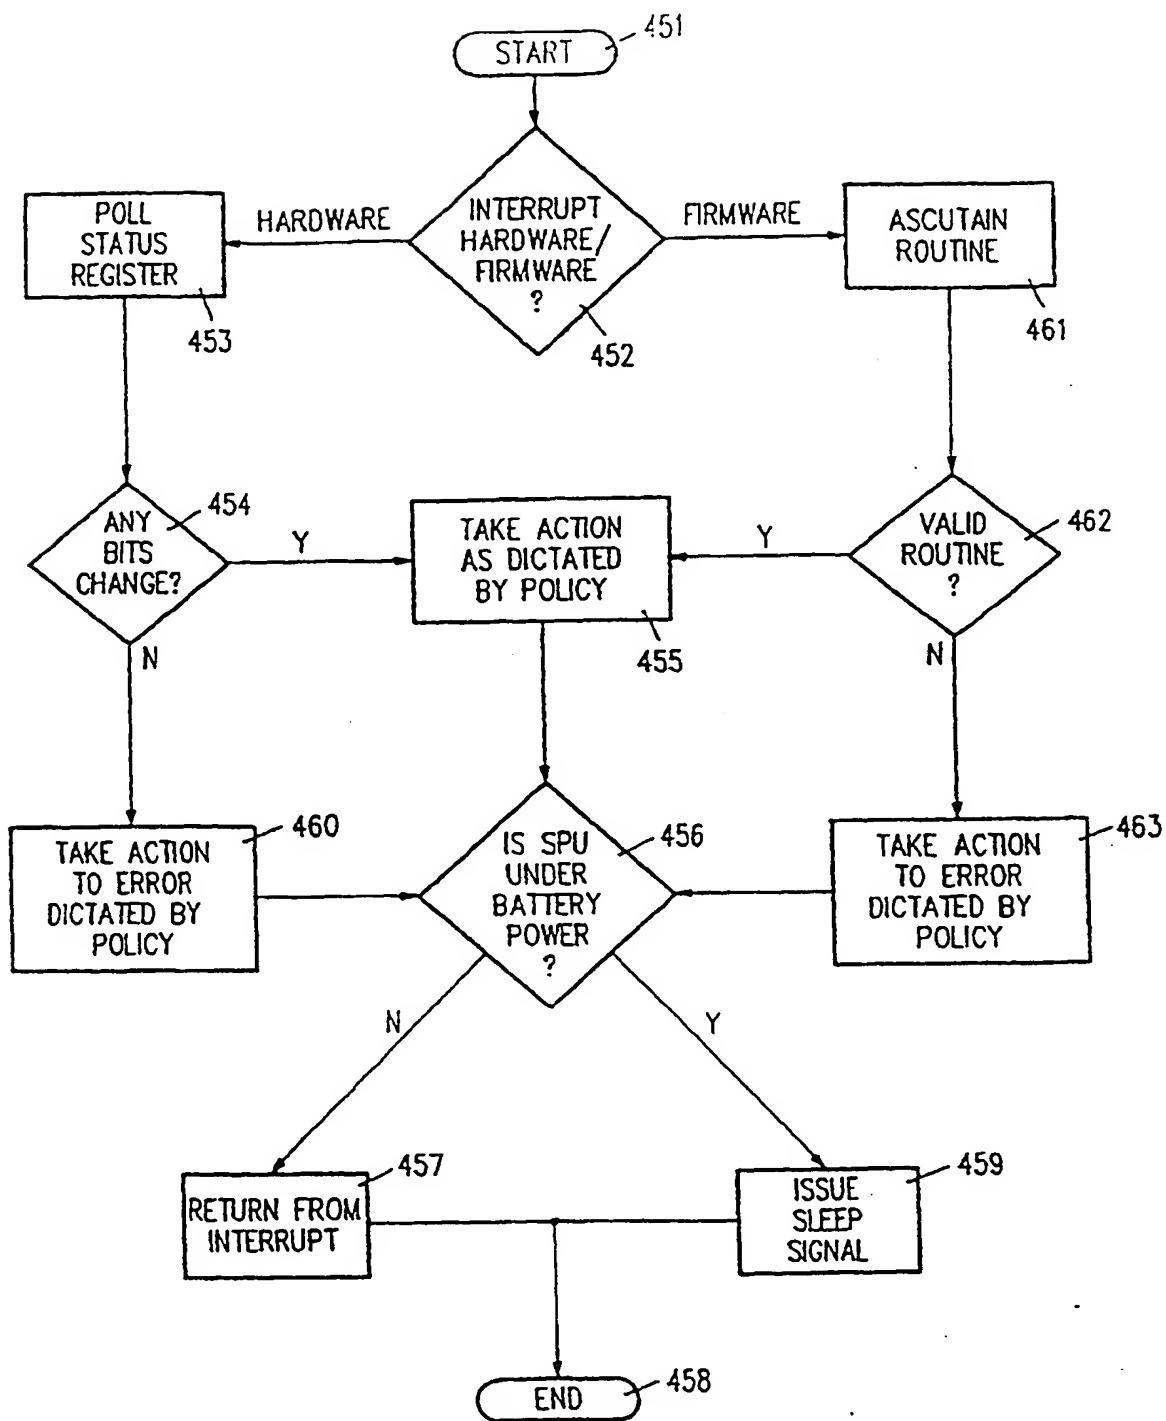 START
451
INTERRUPT
HARDWARE/
FIRMWARE
?
452
HARDWARE
FIRMWARE
POLL
STATUS
REGISTER
453
ASCUTAIN
ROUTINE
461
ANY
BITS
CHANGE?
454
Y
N
TAKE ACTION
AS DICTATED
BY POLICY
455
VALID
ROUTINE
?
462
Y
N
TAKE ACTION
TO ERROR
DICTATED BY
POLICY
460
IS SPU
UNDER
BATTERY
POWER
?
456
TAKE ACTION
TO ERROR
DICTATED BY
POLICY
463
N
Y
RETURN FROM
INTERRUPT
457
ISSUE
SLEEP
SIGNAL
459
END
458